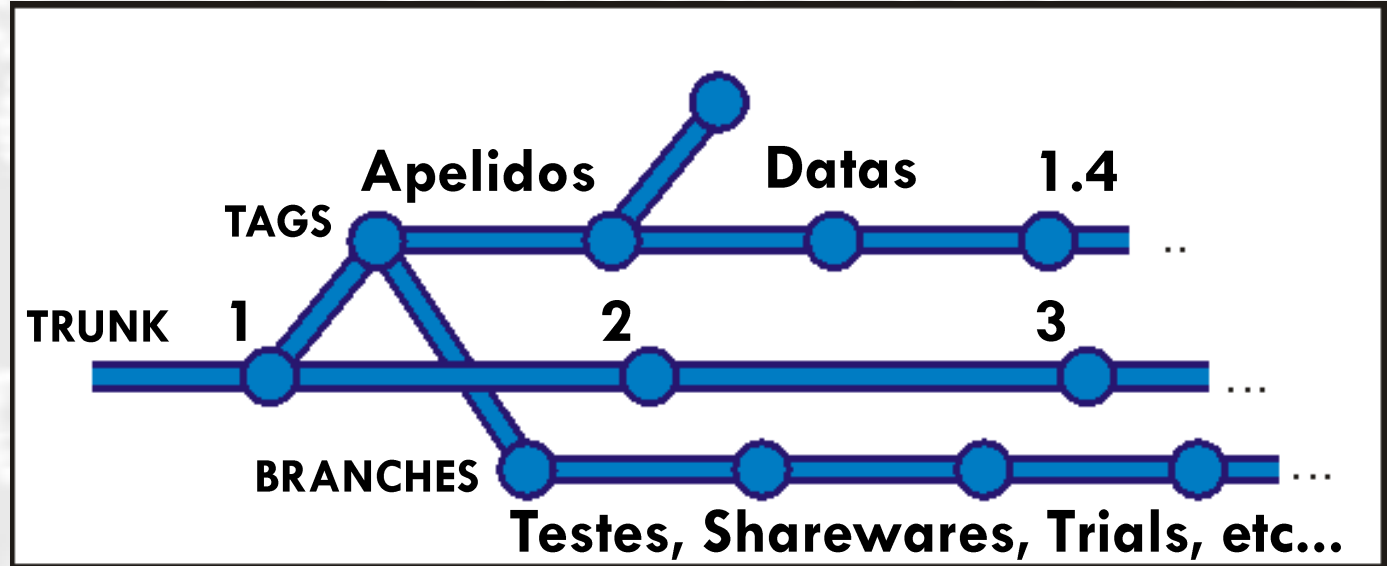 Apelidos Datas 1.4
TAGS
..
TRUNK 1 2 3
...
BRANCHES
...
Testes, Sharewares, Trials, etc...